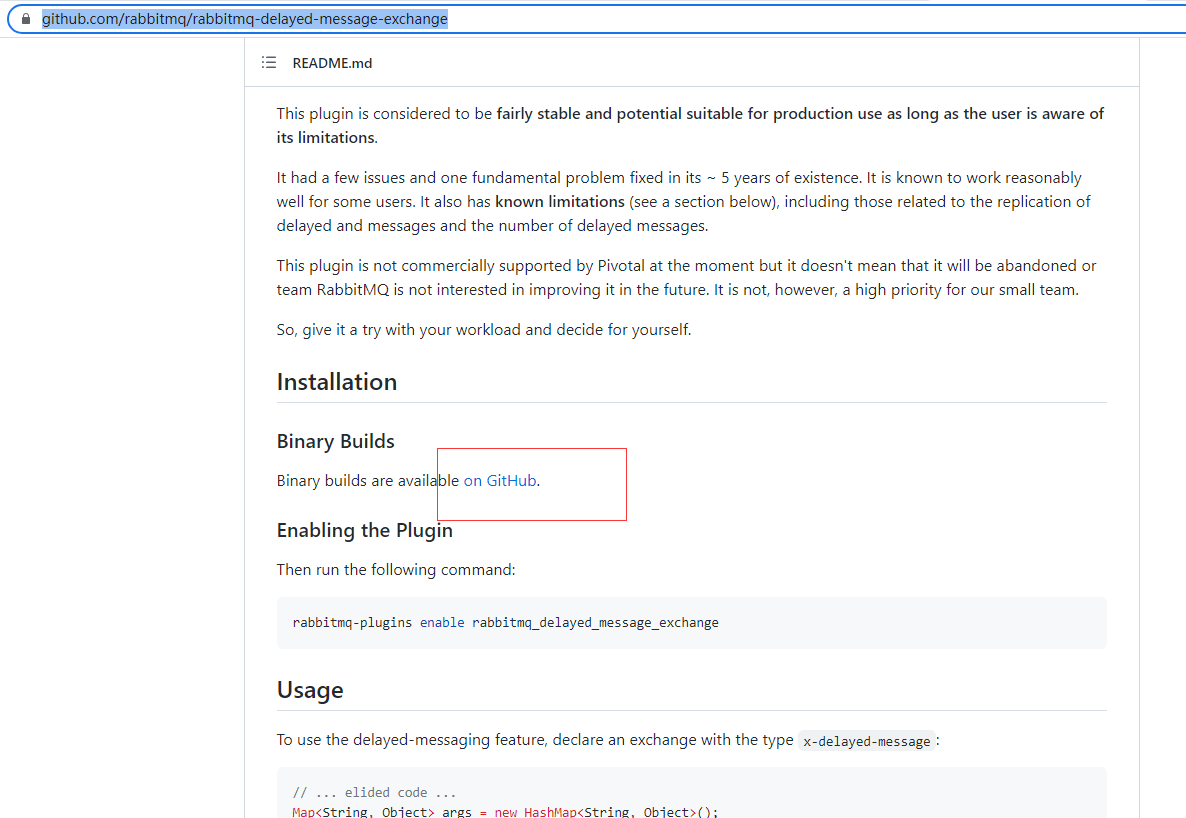 github.com/rabbitmq/rabbitmq-delayed-message-exchange
README.md
This plugin is considered to be fairly stable and potential suitable for production use as long as the user is aware of
its limitations.
It had a few issues and one fundamental problem fixed in its ~ 5 years of existence. It is known to work reasonably
well for some users. It also has known limitations (see a section below), including those related to the replication of
delayed and messages and the number of delayed messages.
This plugin is not commercially supported by Pivotal at the moment but it doesn't mean that it will be abandoned or
team RabbitMQ is not interested in improving it in the future. It is not, however, a high priority for our small team.
So, give it a try with your workload and decide for yourself.
Installation
Binary Builds
Binary builds are available on GitHub.
Enabling the Plugin
Then run the following command:
rabbitmq-plugins enable rabbitmq_delayed_message_exchange
Usage
To use the delayed-messaging feature, declare an exchange with the type x-delayed-message :
// ... elided code ...
Map<String, Object> args = new HashMap<String, Object>();